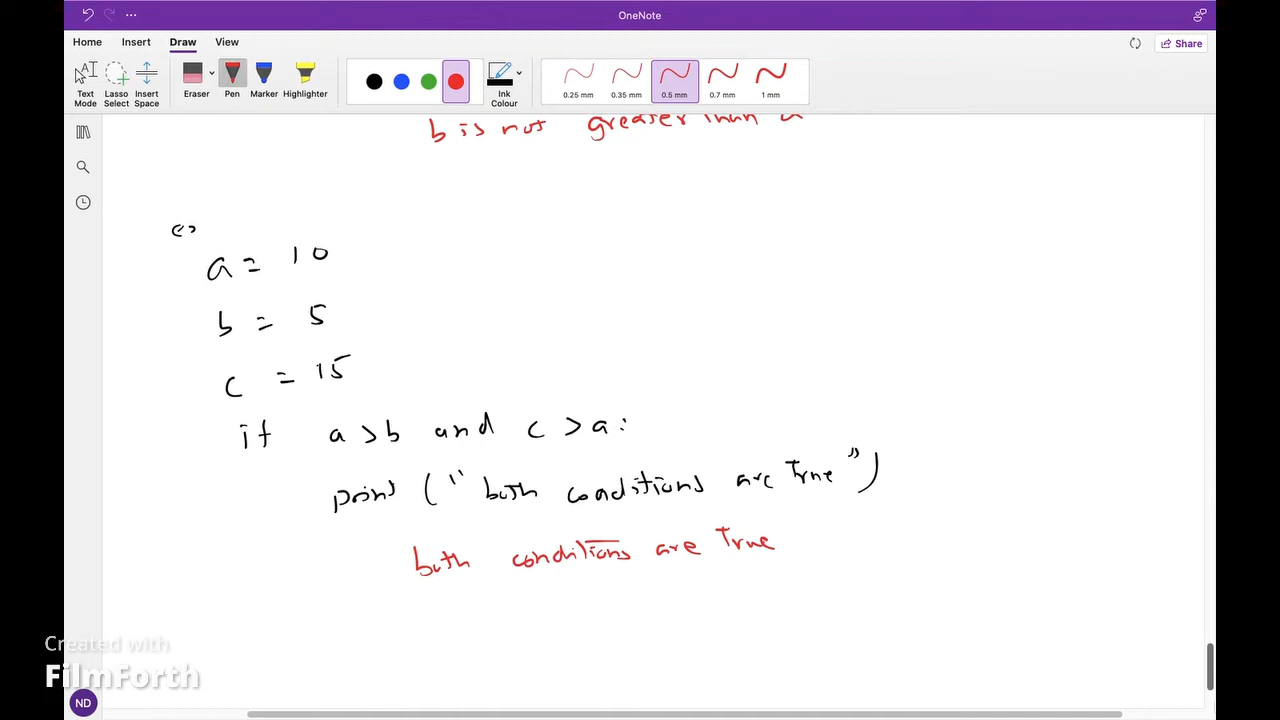 OneNote
Home Insert Draw View
Share
Text Mode
Lasso Select
Insert Space
Eraser
Pen
Marker
Highlighter
Ink Colour
0.25 mm
0.35 mm
0.5 mm
0.7 mm
1 mm
b is not greater than a
a = 10
b = 5
c = 15
if a > b and c > a :
print ("both conditions are True")
both conditions are True
Created with
FilmForth
ND